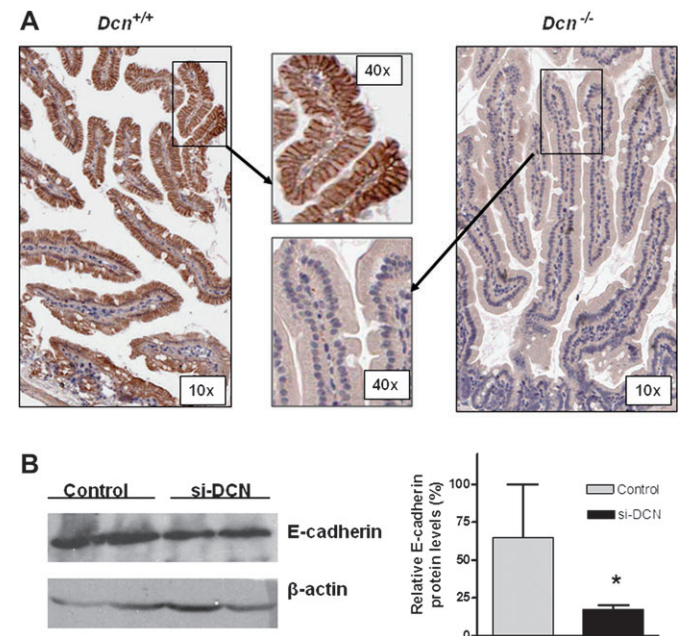 A
Dcn+/+
Dcn-/-
40x
10x
40x
10x
B
Control
si-DCN
E-cadherin
β-actin
Relative E-cadherin
protein levels (%)
100
75
50
25
0
Control
si-DCN
*